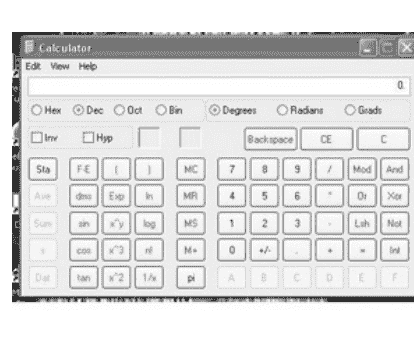 Calculator
Edit View Help
0.
Hex Dec Oct Bin Degrees Radians Grads
Inv Hyp Backspace CE C
Sta F-E ( ) MC 7 8 9 / Mod And
Ave dms Exp ln MR 4 5 6 * Or Xor
Sum sin x^y log MS 1 2 3 - Lsh Not
s cos x^3 n! M+ 0 +/- . + = Int
Dat tan x^2 1/x pi A B C D E F